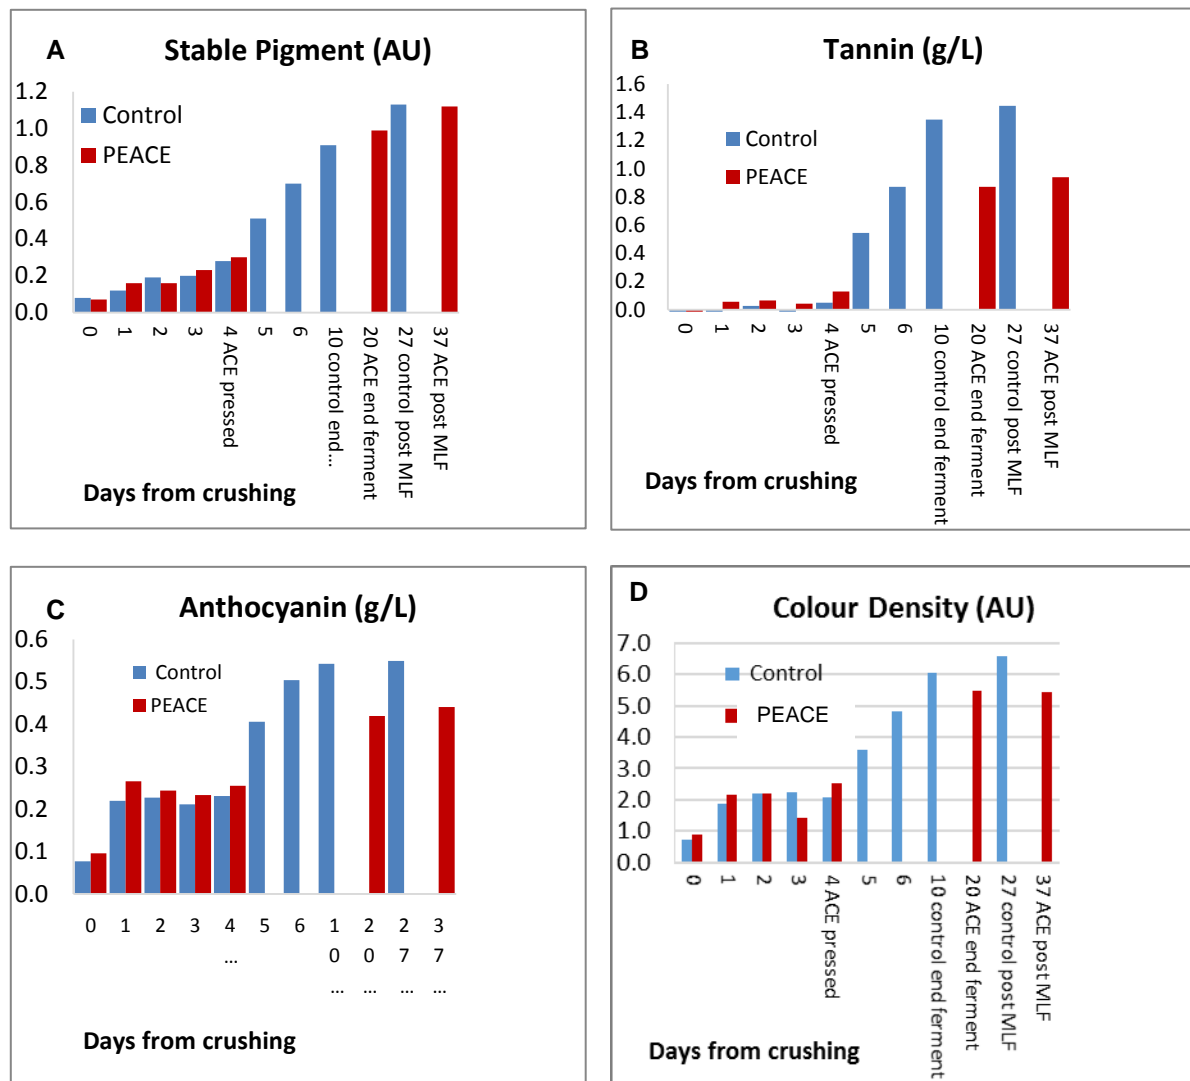 A
Stable Pigment (AU)
1.2
1.0
0.8
0.6
0.4
0.2
0.0
Control
PEACE
0
1
2
3
4 ACE pressed
5
6
10 control end...
20 ACE end ferment
27 control post MLF
37 ACE post MLF
Days from crushing
B
Tannin (g/L)
1.6
1.4
1.2
1.0
0.8
0.6
0.4
0.2
0.0
Control
PEACE
0
1
2
3
4 ACE pressed
5
6
10 control end ferment
20 ACE end ferment
27 control post MLF
37 ACE post MLF
Days from crushing
C
Anthocyanin (g/L)
0.6
0.5
0.4
0.3
0.2
0.1
0.0
Control
PEACE
0 1 2 3 4 5 6 1 2 2 3
... 0 0 7 7
... ... ... ...
Days from crushing
D
Colour Density (AU)
7.0
6.0
5.0
4.0
3.0
2.0
1.0
0.0
Control
PEACE
0
1
2
3
4 ACE pressed
5
6
10 control end ferment
20 ACE end ferment
27 control post MLF
37 ACE post MLF
Days from crushing